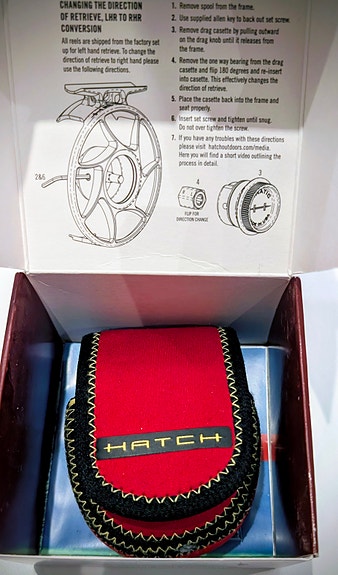 CHANGING THE DIRECTION
OF RETRIEVE, LHR TO RHR
CONVERSION
All reels are shipped from the factory set
up for left hand retrieve. To change the
direction of retrieve to right hand please
use the following directions.
1. Remove spool from the frame.
2. Use supplied allen key to back out set screw.
3. Remove drag casette by pulling outward
on the drag knob until it releases from
the frame.
4. Remove the one way bearing from the drag
casette and flip 180 degrees and re-insert
into casette. This effectively changes the
direction of retrieve.
5. Place the casette back into the frame and
seat properly.
6. Insert set screw and tighten until snug.
Do not over tighten the screw.
7. If you have any troubles with these directions
please visit hatchoutdoors.com/media.
Here you will find a short video outlining the
process in detail.
2&6
4
FLIP FOR
DIRECTION CHANGE
3
HATCH